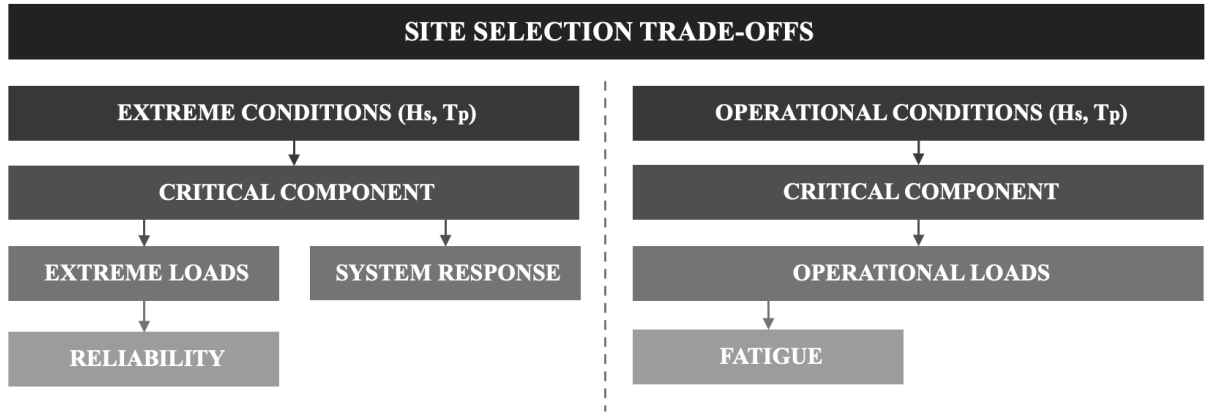 SITE SELECTION TRADE-OFFS
EXTREME CONDITIONS (Hs, Tp)
CRITICAL COMPONENT
EXTREME LOADS
SYSTEM RESPONSE
RELIABILITY
OPERATIONAL CONDITIONS (Hs, Tp)
CRITICAL COMPONENT
OPERATIONAL LOADS
FATIGUE